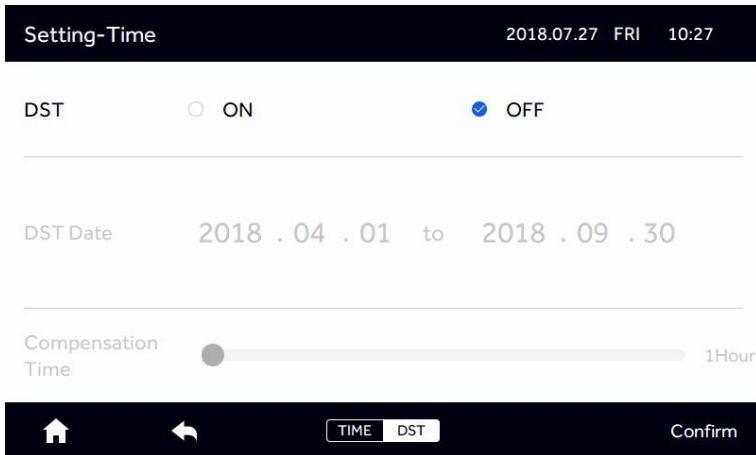 Setting-Time 2018.07.27 FRI 10:27
DST ON OFF
DST Date 2018 . 04 . 01 to 2018 . 09 . 30
Compensation
Time 1Hour
TIME DST Confirm